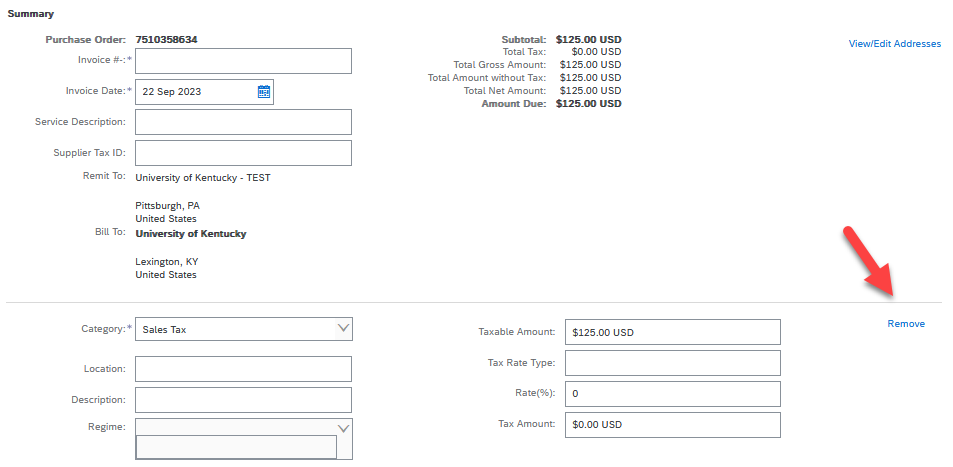 Summary
Purchase Order: 7510358634
Invoice #-:*
Invoice Date:* 22 Sep 2023
Service Description:
Supplier Tax ID:
Remit To: University of Kentucky - TEST
Pittsburgh, PA
United States
Bill To: University of Kentucky
Lexington, KY
United States
Subtotal: $125.00 USD
Total Tax: $0.00 USD
Total Gross Amount: $125.00 USD
Total Amount without Tax: $125.00 USD
Total Net Amount: $125.00 USD
Amount Due: $125.00 USD
View/Edit Addresses
Category:* Sales Tax
Location:
Description:
Regime:
Taxable Amount: $125.00 USD
Tax Rate Type:
Rate(%): 0
Tax Amount: $0.00 USD
Remove